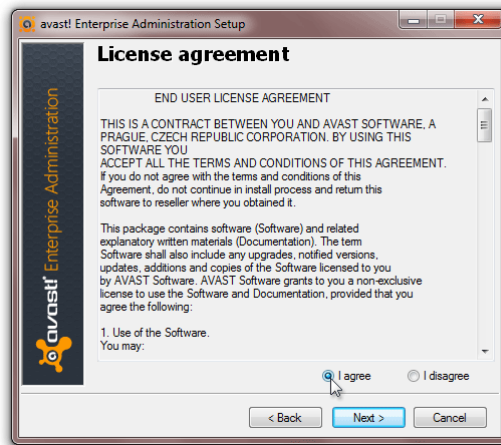 avast! Enterprise Administration Setup
License agreement
avast! Enterprise Administration
END USER LICENSE AGREEMENT
THIS IS A CONTRACT BETWEEN YOU AND AVAST SOFTWARE, A
PRAGUE, CZECH REPUBLIC CORPORATION. BY USING THIS
SOFTWARE YOU
ACCEPT ALL THE TERMS AND CONDITIONS OF THIS AGREEMENT.
If you do not agree with the terms and conditions of this
Agreement, do not continue in install process and return this
software to reseller where you obtained it.
This package contains software (Software) and related
explanatory written materials (Documentation). The term
Software shall also include any upgrades, notified versions,
updates, additions and copies of the Software licensed to you
by AVAST Software. AVAST Software grants to you a non-exclusive
license to use the Software and Documentation, provided that you
agree the following:
1. Use of the Software.
You may:
I agree
I disagree
< Back
Next >
Cancel